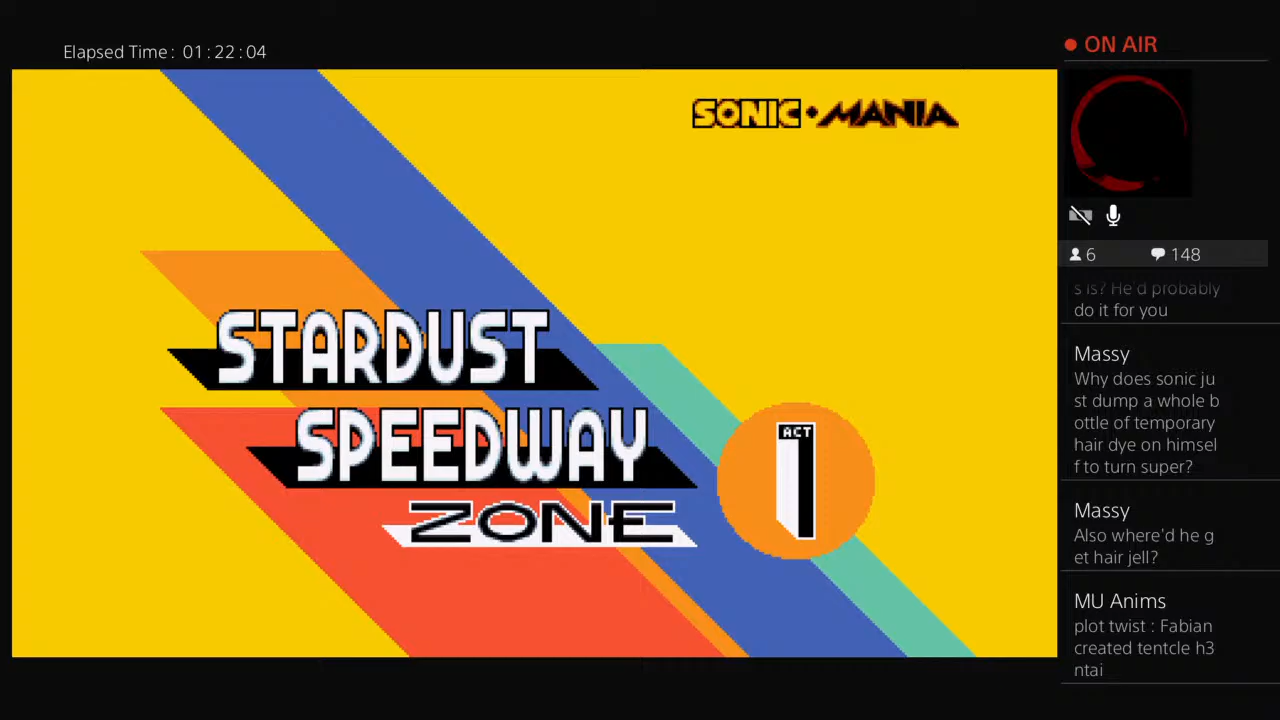 Elapsed Time: 01:22:04
ON AIR
SONIC MANIA
6 148
s is? He'd probably
do it for you
STARDUST
SPEEDWAY
ZONE
ACT
1
Massy
Why does sonic ju
st dump a whole b
ottle of temporary
hair dye on himsel
f to turn super?
Massy
Also where'd he g
et hair jell?
MU Anims
plot twist : Fabian
created tentcle h3
ntai